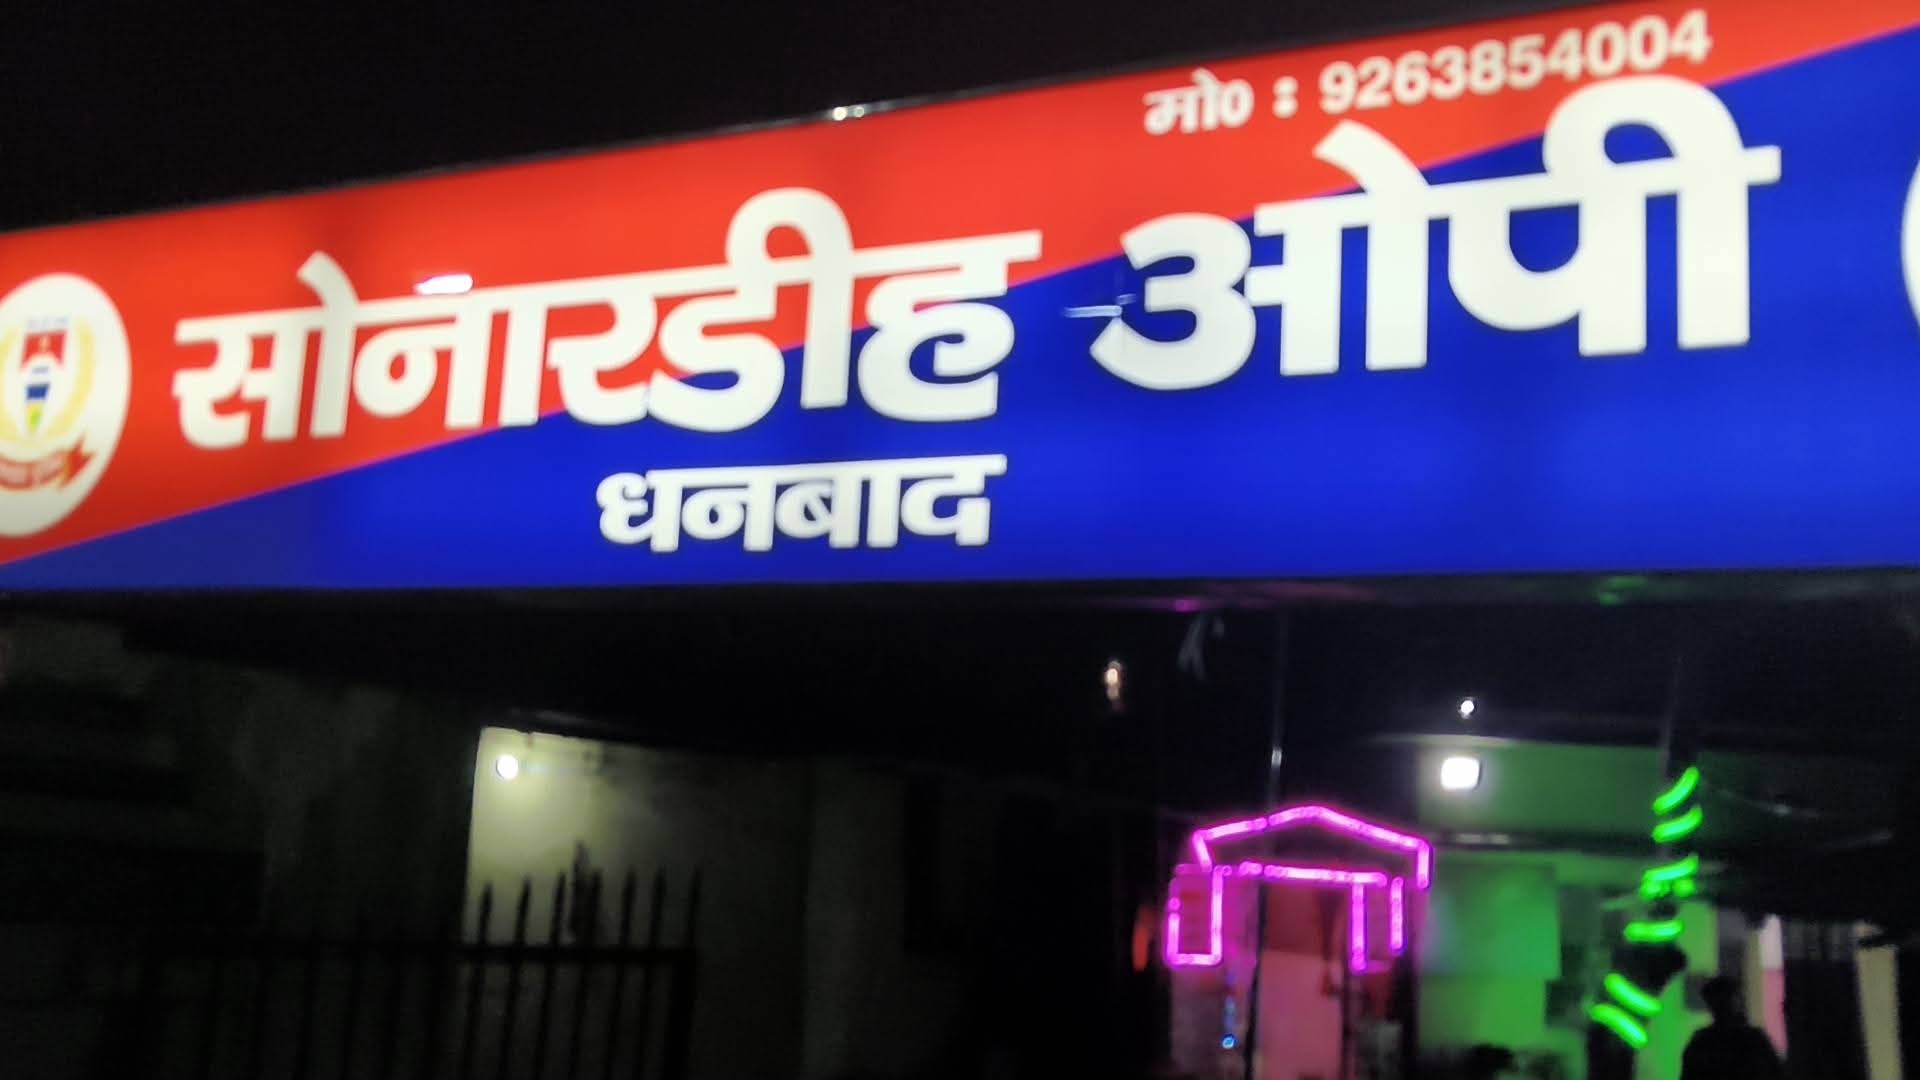 मो० : 9263854004
सोनारडीह ओपी
धनबाद